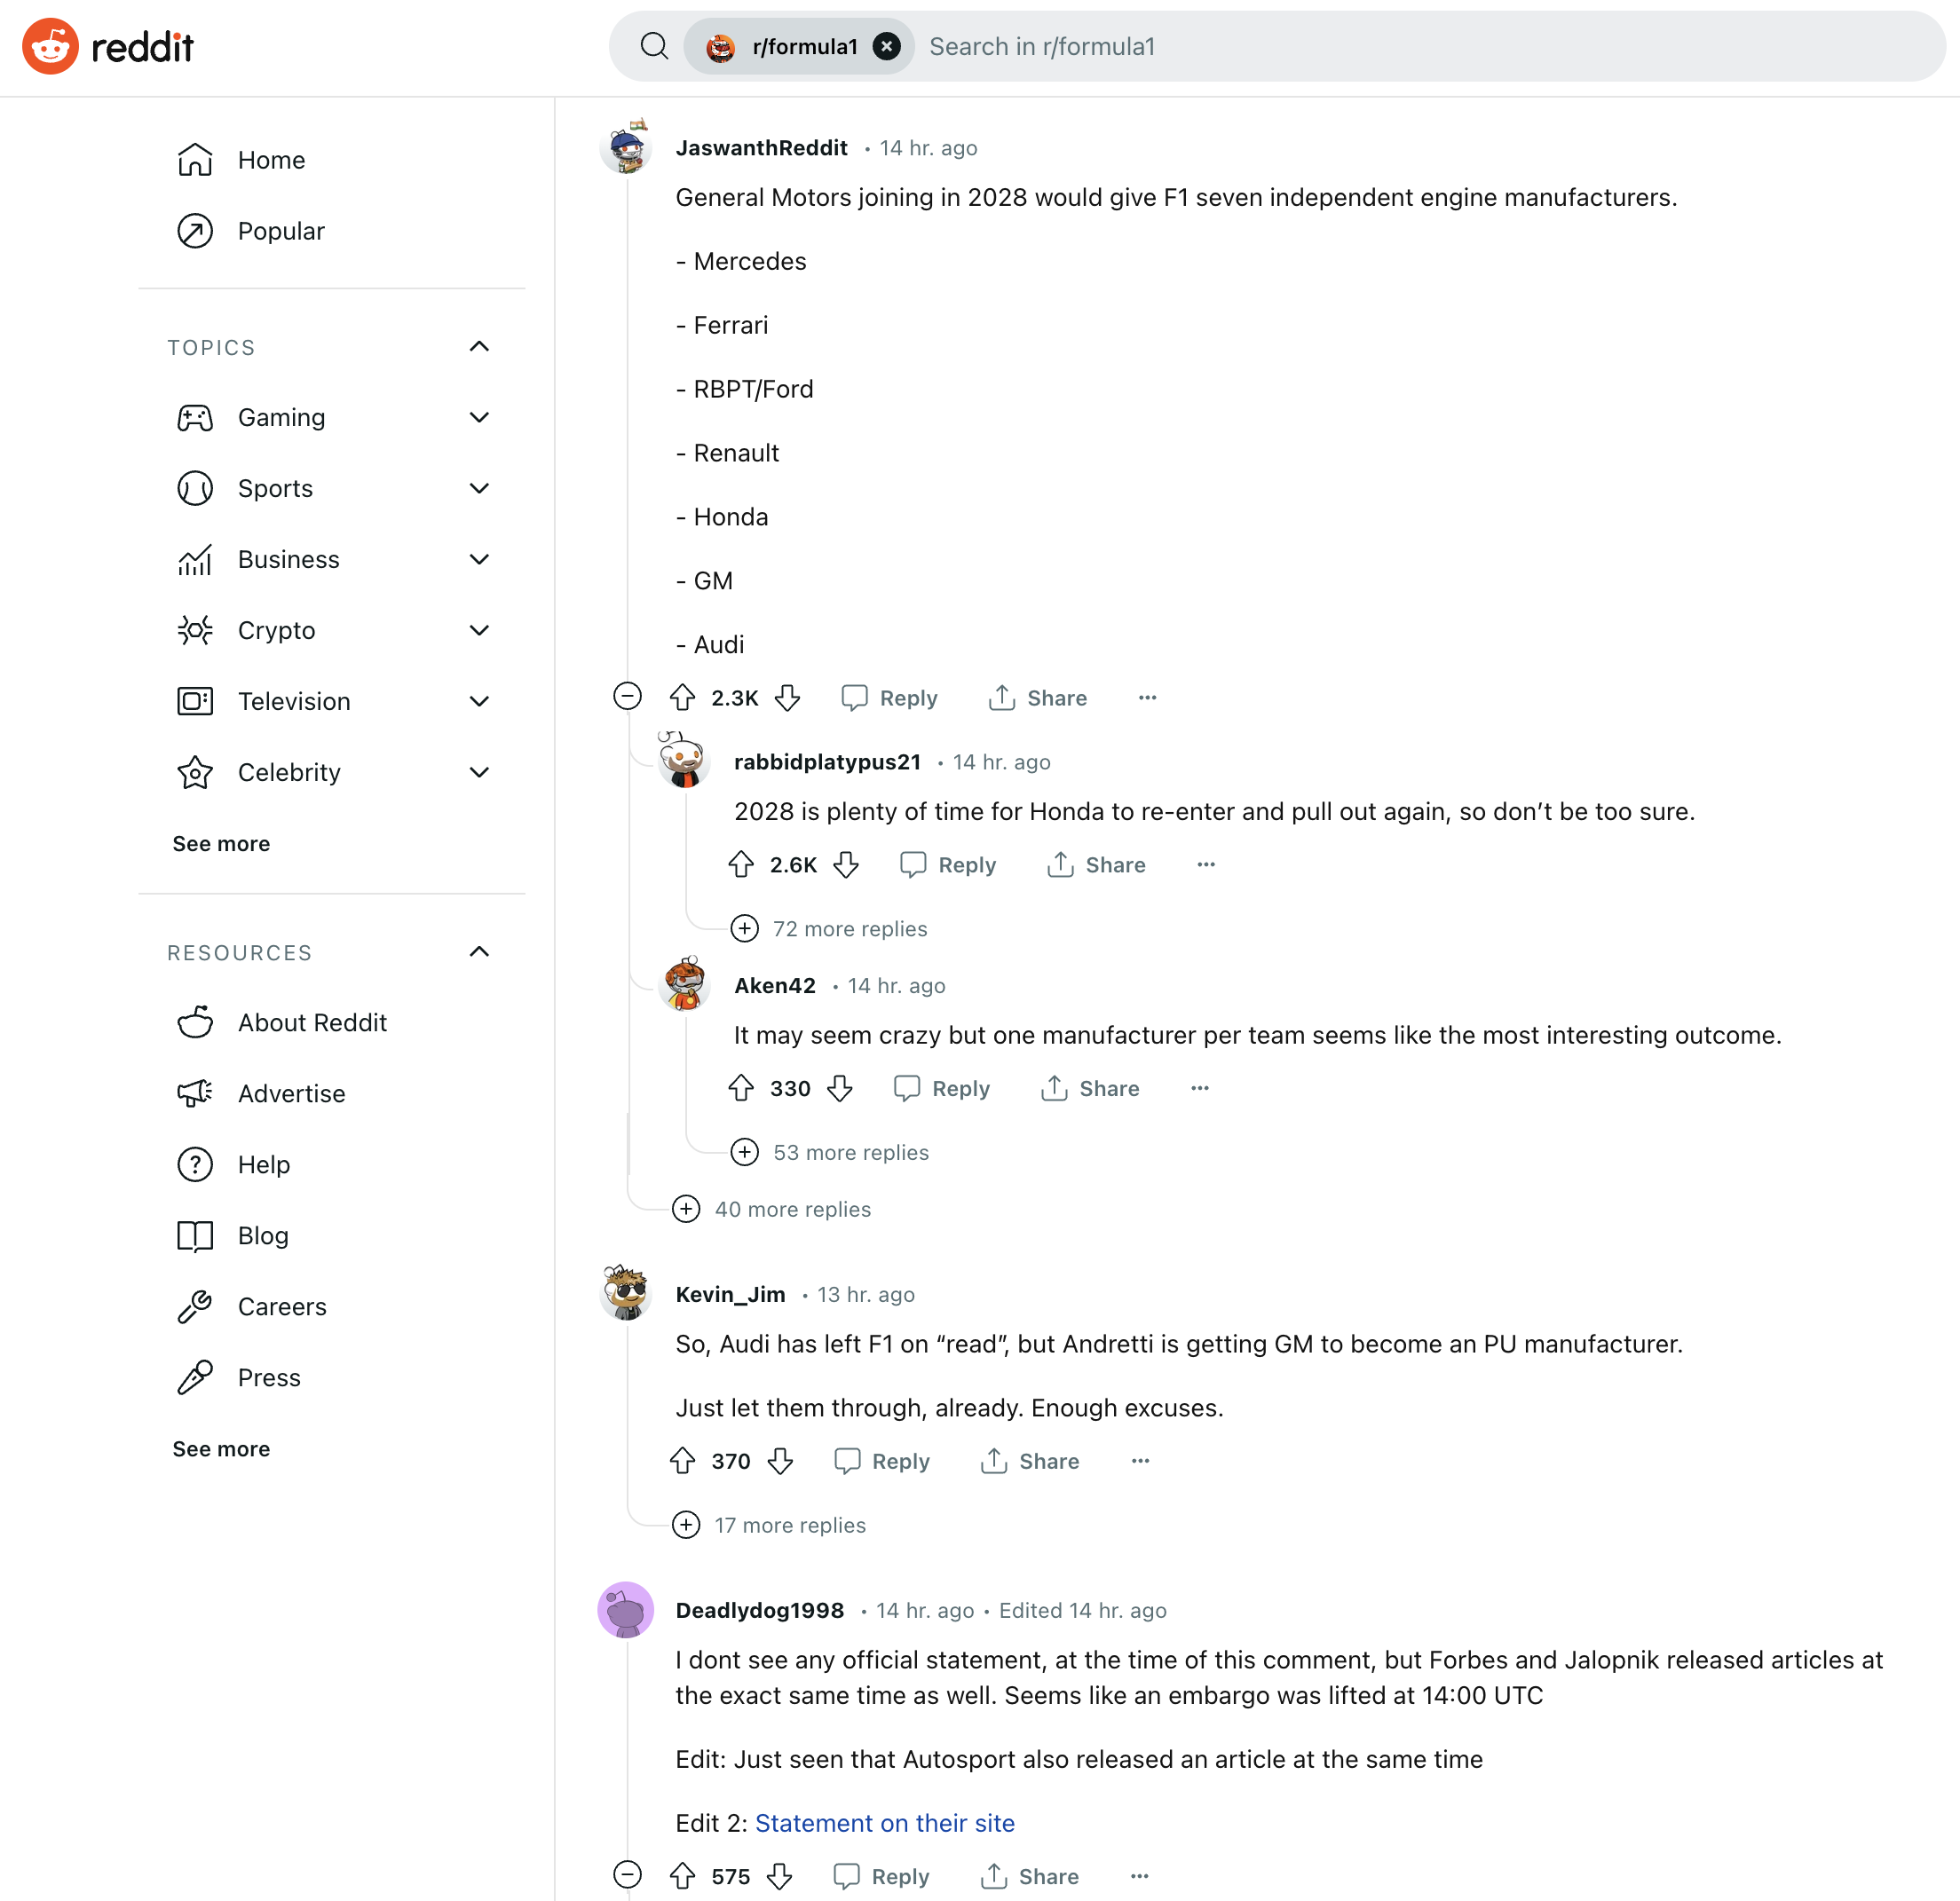 reddit
r/formula1
Search in r/formula1
Home
Popular
TOPICS
Gaming
Sports
Business
Crypto
Television
Celebrity
See more
RESOURCES
About Reddit
Advertise
Help
Blog
Careers
Press
See more
JaswanthReddit • 14 hr. ago
General Motors joining in 2028 would give F1 seven independent engine manufacturers.
- Mercedes
- Ferrari
- RBPT/Ford
- Renault
- Honda
- GM
- Audi
2.3K Reply Share ···
rabbidplatypus21 • 14 hr. ago
2028 is plenty of time for Honda to re-enter and pull out again, so don’t be too sure.
2.6K Reply Share ···
72 more replies
Aken42 • 14 hr. ago
It may seem crazy but one manufacturer per team seems like the most interesting outcome.
330 Reply Share ···
53 more replies
40 more replies
Kevin_Jim • 13 hr. ago
So, Audi has left F1 on “read”, but Andretti is getting GM to become an PU manufacturer.
Just let them through, already. Enough excuses.
370 Reply Share ···
17 more replies
Deadlydog1998 • 14 hr. ago • Edited 14 hr. ago
I dont see any official statement, at the time of this comment, but Forbes and Jalopnik released articles at
the exact same time as well. Seems like an embargo was lifted at 14:00 UTC
Edit: Just seen that Autosport also released an article at the same time
Edit 2: Statement on their site
575 Reply Share ···